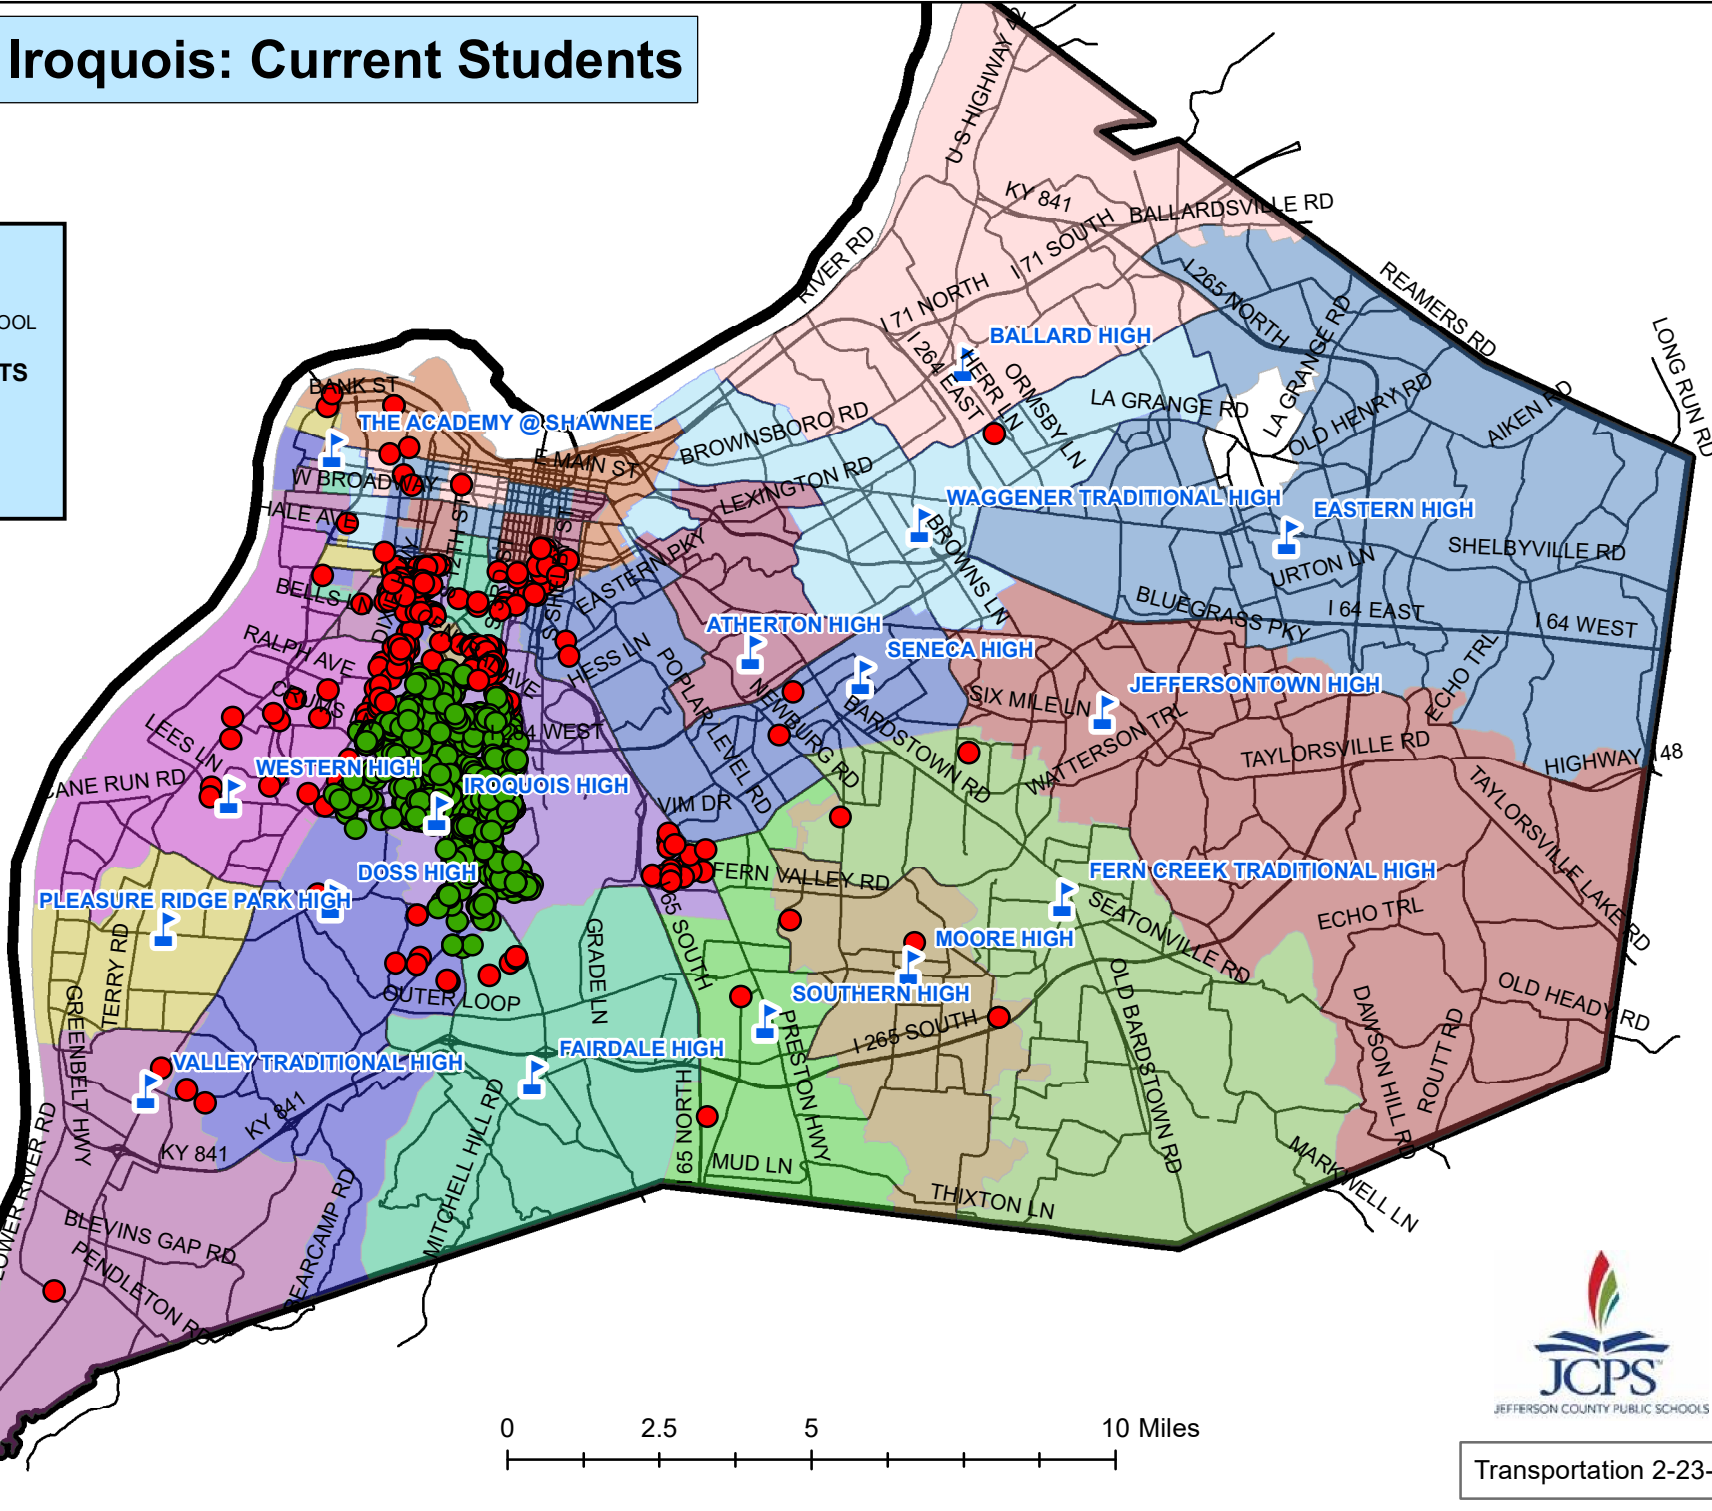 Iroquois: Current Students
OOL
TS
U S HIGHWAY 42
KY 841
BALLARDSVILLE RD
I 71 SOUTH
RIVER RD
I 71 NORTH
I 265 NORTH
REAMERS RD
LONG RUN RD
BALLARD HIGH
I 264 EAST
HERR LN
ORMSBY LN
LA GRANGE RD
LA GRANGE RD
OLD HENRY RD
AIKEN RD
BANK ST
THE ACADEMY @ SHAWNEE
BROWNSBORO RD
E MAIN ST
W BROADWAY
LEXINGTON RD
WAGGENER TRADITIONAL HIGH
EASTERN HIGH
HALE AVE
S 12TH ST
BROWNS LN
SHELBYVILLE RD
URTON LN
EASTERN PKY
BELLS LN
BLUEGRASS PKY
I 64 EAST
I 64 WEST
RALPH AVE
ATHERTON HIGH
SENECA HIGH
HESS LN
POPLAR LEVEL RD
ECHO TRL
JEFFERSONTOWN HIGH
CRUMS
SIX MILE LN
NEWBURG RD
BARDSTOWN RD
WATTERSON TRL
LEES LN
I 264 WEST
TAYLORSVILLE RD
HIGHWAY 148
WESTERN HIGH
CANE RUN RD
IROQUOIS HIGH
VIM DR
TAYLORSVILLE LAKE RD
DOSS HIGH
FERN VALLEY RD
FERN CREEK TRADITIONAL HIGH
PLEASURE RIDGE PARK HIGH
SEATONVILLE RD
ECHO TRL
TERRY RD
GRADE LN
65 SOUTH
MOORE HIGH
SOUTHERN HIGH
OUTER LOOP
OLD HEADY RD
GREENBELT HWY
I 265 SOUTH
PRESTON HWY
OLD BARDSTOWN RD
DAWSON HILL RD
ROUTT RD
VALLEY TRADITIONAL HIGH
FAIRDALE HIGH
KY 841
KY 841
MITCHELL HILL RD
I 65 NORTH
MUD LN
LOWER RIVER RD
THIXTON LN
MARKWELL LN
BLEVINS GAP RD
PENDLETON RD
BEARCAMP RD
JCPS
JEFFERSON COUNTY PUBLIC SCHOOLS
0 2.5 5 10 Miles
Transportation 2-23-